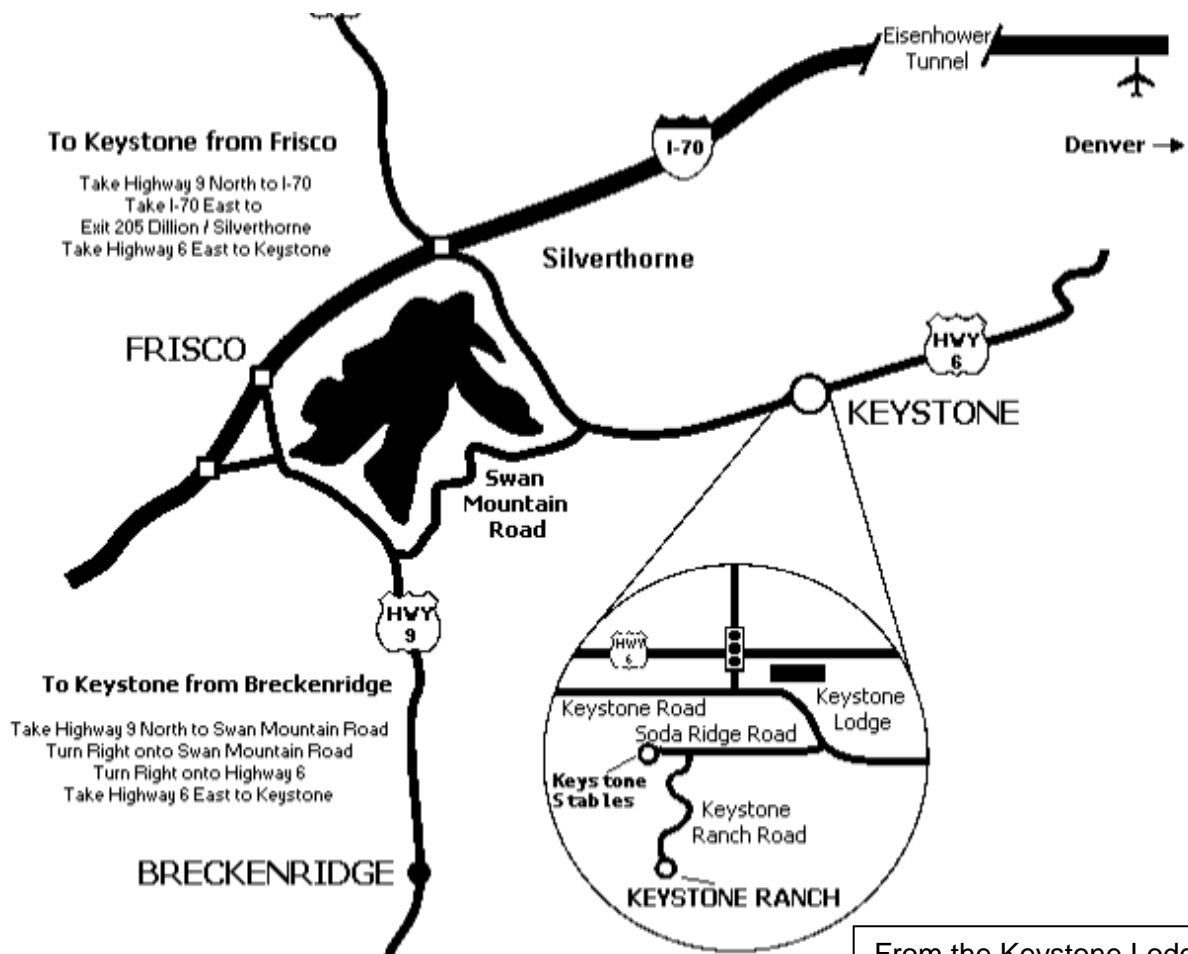 Eisenhower
Tunnel
To Keystone from Frisco
I-70
Denver
Take Highway 9 North to I-70
Take I-70 East to
Exit 205 Dillion / Silverthorne
Take Highway 6 East to Keystone
Silverthorne
FRISCO
HWY
6
KEYSTONE
Swan
Mountain
Road
HWY
9
To Keystone from Breckenridge
Take Highway 9 North to Swan Mountain Road
Turn Right onto Swan Mountain Road
Turn Right onto Highway 6
Take Highway 6 East to Keystone
BRECKENRIDGE
HWY
6
Keystone Road
Keystone
Lodge
Soda Ridge Road
Keystone
Stables
Keystone
Ranch Road
KEYSTONE RANCH
From the Keystone